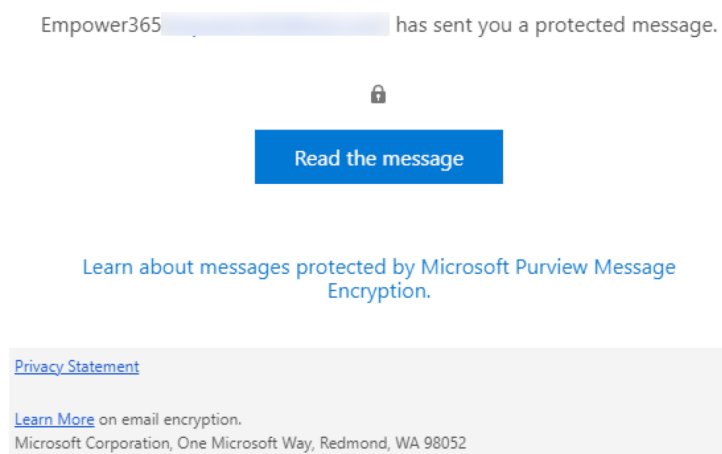 Empower365 has sent you a protected message.
Read the message
Learn about messages protected by Microsoft Purview Message
Encryption.
Privacy Statement
Learn More on email encryption.
Microsoft Corporation, One Microsoft Way, Redmond, WA 98052